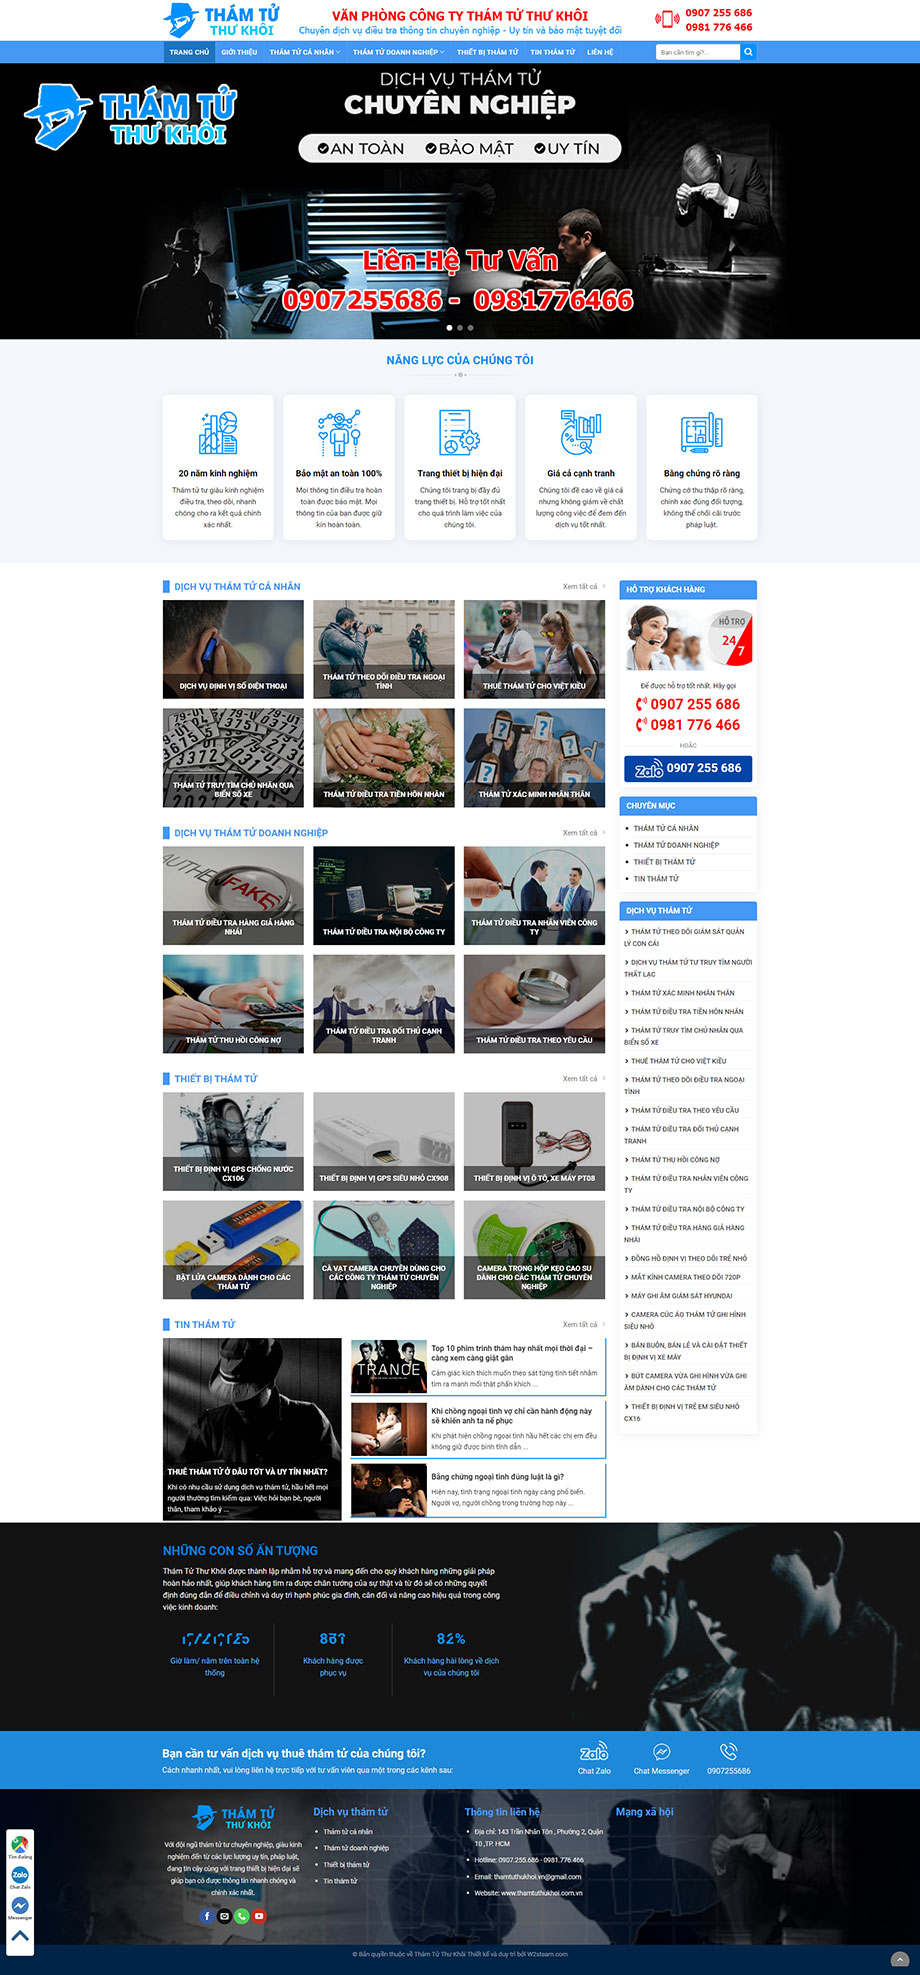 THÁM TỬ
THƯ KHÔI
VĂN PHÒNG CÔNG TY THÁM TỬ THƯ KHÔI
Chuyên dịch vụ điều tra thông tin chuyên nghiệp - Uy tín và bảo mật tuyệt đối
0907 255 686
0981 776 466
TRANG CHỦ GIỚI THIỆU THÁM TỬ CÁ NHÂN THÁM TỬ DOANH NGHIỆP THIẾT BỊ THÁM TỬ TIN THÁM TỬ LIÊN HỆ
Bạn cần tìm gì?...
THÁM TỬ
THƯ KHÔI
DỊCH VỤ THÁM TỬ
CHUYÊN NGHIỆP
AN TOÀN BẢO MẬT UY TÍN
Liên Hệ Tư Vấn
0907255686 - 0981776466
NĂNG LỰC CỦA CHÚNG TÔI
20 năm kinh nghiệm
Thám tử tư giàu kinh nghiệm
điều tra, theo dõi, nhanh
chóng cho ra kết quả chính
xác nhất.
Bảo mật an toàn 100%
Mọi thông tin điều tra hoàn
toàn được bảo mật. Mọi
thông tin của bạn được giữ
kín hoàn toàn.
Trang thiết bị hiện đại
Chúng tôi trang bị đầy đủ
trang thiết bị. Hỗ trợ tốt nhất
cho quá trình làm việc của
chúng tôi.
Giá cả cạnh tranh
Chúng tôi đề cao về giá cả
nhưng không giảm về chất
lượng công việc để đem đến
dịch vụ tốt nhất.
Bằng chứng rõ ràng
Chứng cớ thu thập rõ ràng,
chính xác đúng đối tượng,
không thể chối cãi trước
pháp luật.
DỊCH VỤ THÁM TỬ CÁ NHÂN
Xem tất cả
DỊCH VỤ ĐỊNH VỊ SỐ ĐIỆN THOẠI
THÁM TỬ THEO DÕI ĐIỀU TRA NGOẠI
TÌNH
THUÊ THÁM TỬ CHO VIỆT KIỀU
THÁM TỬ TRUY TÌM CHỦ NHÂN QUA
BIỂN SỐ XE
THÁM TỬ ĐIỀU TRA TIỀN HÔN NHÂN
THÁM TỬ XÁC MINH NHÂN THÂN
DỊCH VỤ THÁM TỬ DOANH NGHIỆP
Xem tất cả
FAKE
THÁM TỬ ĐIỀU TRA HÀNG GIẢ HÀNG
NHÁI
THÁM TỬ ĐIỀU TRA NỘI BỘ CÔNG TY
THÁM TỬ ĐIỀU TRA NHÂN VIÊN CÔNG
TY
THÁM TỬ THU HỒI CÔNG NỢ
THÁM TỬ ĐIỀU TRA ĐỐI THỦ CẠNH
TRANH
THÁM TỬ ĐIỀU TRA THEO YÊU CẦU
THIẾT BỊ THÁM TỬ
Xem tất cả
THIẾT BỊ ĐỊNH VỊ GPS CHỐNG NƯỚC
CX106
THIẾT BỊ ĐỊNH VỊ GPS SIÊU NHỎ CX908
THIẾT BỊ ĐỊNH VỊ Ô TÔ, XE MÁY PT08
BẬT LỬA CAMERA DÀNH CHO CÁC
THÁM TỬ
CÀ VẠT CAMERA CHUYÊN DÙNG CHO
CÁC CÔNG TY THÁM TỬ CHUYÊN
NGHIỆP
CAMERA TRONG HỘP KẸO CAO SU
DÀNH CHO CÁC THÁM TỬ CHUYÊN
NGHIỆP
TIN THÁM TỬ
Xem tất cả
THUÊ THÁM TỬ Ở ĐÂU TỐT VÀ UY TÍN NHẤT?
Khi có nhu cầu sử dụng dịch vụ thám tử, hầu hết mọi
người thường tìm kiếm qua: Việc hỏi bạn bè, người
thân, tham khảo ý ...
TRANCE
Top 10 phim trinh thám hay nhất mọi thời đại –
càng xem càng giật gân
Cảm giác kích thích muốn theo sát từng tình tiết nhằm
tìm ra manh mối thật phấn khích ...
Khi chồng ngoại tình vợ chỉ cần hành động này
sẽ khiến anh ta nể phục
Khi phát hiện chồng ngoại tình hầu hết các chị em đều
không giữ được bình tĩnh dẫn ...
Bằng chứng ngoại tình đúng luật là gì?
Hiện nay, tình trạng ngoại tình ngày càng phổ biến.
Người vợ, người chồng trong trường hợp này ...
HỖ TRỢ KHÁCH HÀNG
HỖ TRỢ
24
7
Để được hỗ trợ tốt nhất. Hãy gọi
0907 255 686
0981 776 466
HOẶC
Zalo 0907 255 686
CHUYÊN MỤC
THÁM TỬ CÁ NHÂN
THÁM TỬ DOANH NGHIỆP
THIẾT BỊ THÁM TỬ
TIN THÁM TỬ
DỊCH VỤ THÁM TỬ
THÁM TỬ THEO DÕI GIÁM SÁT QUẢN
LÝ CON CÁI
DỊCH VỤ THÁM TỬ TƯ TRUY TÌM NGƯỜI
THẤT LẠC
THÁM TỬ XÁC MINH NHÂN THÂN
THÁM TỬ ĐIỀU TRA TIỀN HÔN NHÂN
THÁM TỬ TRUY TÌM CHỦ NHÂN QUA
BIỂN SỐ XE
THUÊ THÁM TỬ CHO VIỆT KIỀU
THÁM TỬ THEO DÕI ĐIỀU TRA NGOẠI
TÌNH
THÁM TỬ ĐIỀU TRA THEO YÊU CẦU
THÁM TỬ ĐIỀU TRA ĐỐI THỦ CẠNH
TRANH
THÁM TỬ THU HỒI CÔNG NỢ
THÁM TỬ ĐIỀU TRA NHÂN VIÊN CÔNG
TY
THÁM TỬ ĐIỀU TRA NỘI BỘ CÔNG TY
THÁM TỬ ĐIỀU TRA HÀNG GIẢ HÀNG
NHÁI
ĐỒNG HỒ ĐỊNH VỊ THEO DÕI TRẺ NHỎ
MẮT KÍNH CAMERA THEO DÕI 720P
MÁY GHI ÂM GIÁM SÁT HYUNDAI
CAMERA CÚC ÁO THÁM TỬ GHI HÌNH
SIÊU NHỎ
BÁN BUÔN, BÁN LẺ VÀ CÀI ĐẶT THIẾT
BỊ ĐỊNH VỊ XE MÁY
BÚT CAMERA VỪA GHI HÌNH VỪA GHI
ÂM DÀNH CHO CÁC THÁM TỬ
THIẾT BỊ ĐỊNH VỊ TRẺ EM SIÊU NHỎ
CX16
NHỮNG CON SỐ ẤN TƯỢNG
Thám Tử Thư Khôi được thành lập nhằm hỗ trợ và mang đến cho quý khách hàng những giải pháp
hoàn hảo nhất, giúp khách hàng tìm ra được chân tướng của sự thật và từ đó sẽ có những quyết
định đúng đắn để điều chỉnh và duy trì hạnh phúc gia đình, cân đối và nâng cao hiệu quả trong công
việc kinh doanh:
Giờ làm/ năm trên toàn hệ
thống
Khách hàng được
phục vụ
82%
Khách hàng hài lòng về dịch
vụ của chúng tôi
Bạn cần tư vấn dịch vụ thuê thám tử của chúng tôi?
Cách nhanh nhất, vui lòng liên hệ trực tiếp với tư vấn viên qua một trong các kênh sau:
Zalo
Chat Zalo
Chat Messenger
0907255686
THÁM TỬ
THƯ KHÔI
Với đội ngũ thám tử tư chuyên nghiệp, giàu kinh
nghiệm đến từ các lực lượng uy tín, pháp luật,
đáng tin cậy cùng với trang thiết bị hiện đại sẽ
giúp bạn có được thông tin nhanh chóng và
chính xác nhất.
Dịch vụ thám tử
Thám tử cá nhân
Thám tử doanh nghiệp
Thiết bị thám tử
Tin thám tử
Thông tin liên hệ
Địa chỉ: 143 Trần Nhân Tôn , Phường 2, Quận
10 ,TP. HCM
Hotline: 0907.255.686 - 0981.776.466
Email: thamtuthukhoi.vn@gmail.com
Website: www.thamtuthukhoi.com.vn
Mạng xã hội
Tìm đường
Zalo
Chat Zalo
Messenger
© Bản quyền thuộc về Thám Tử Thư Khôi Thiết kế và duy trì bởi W2steam.com